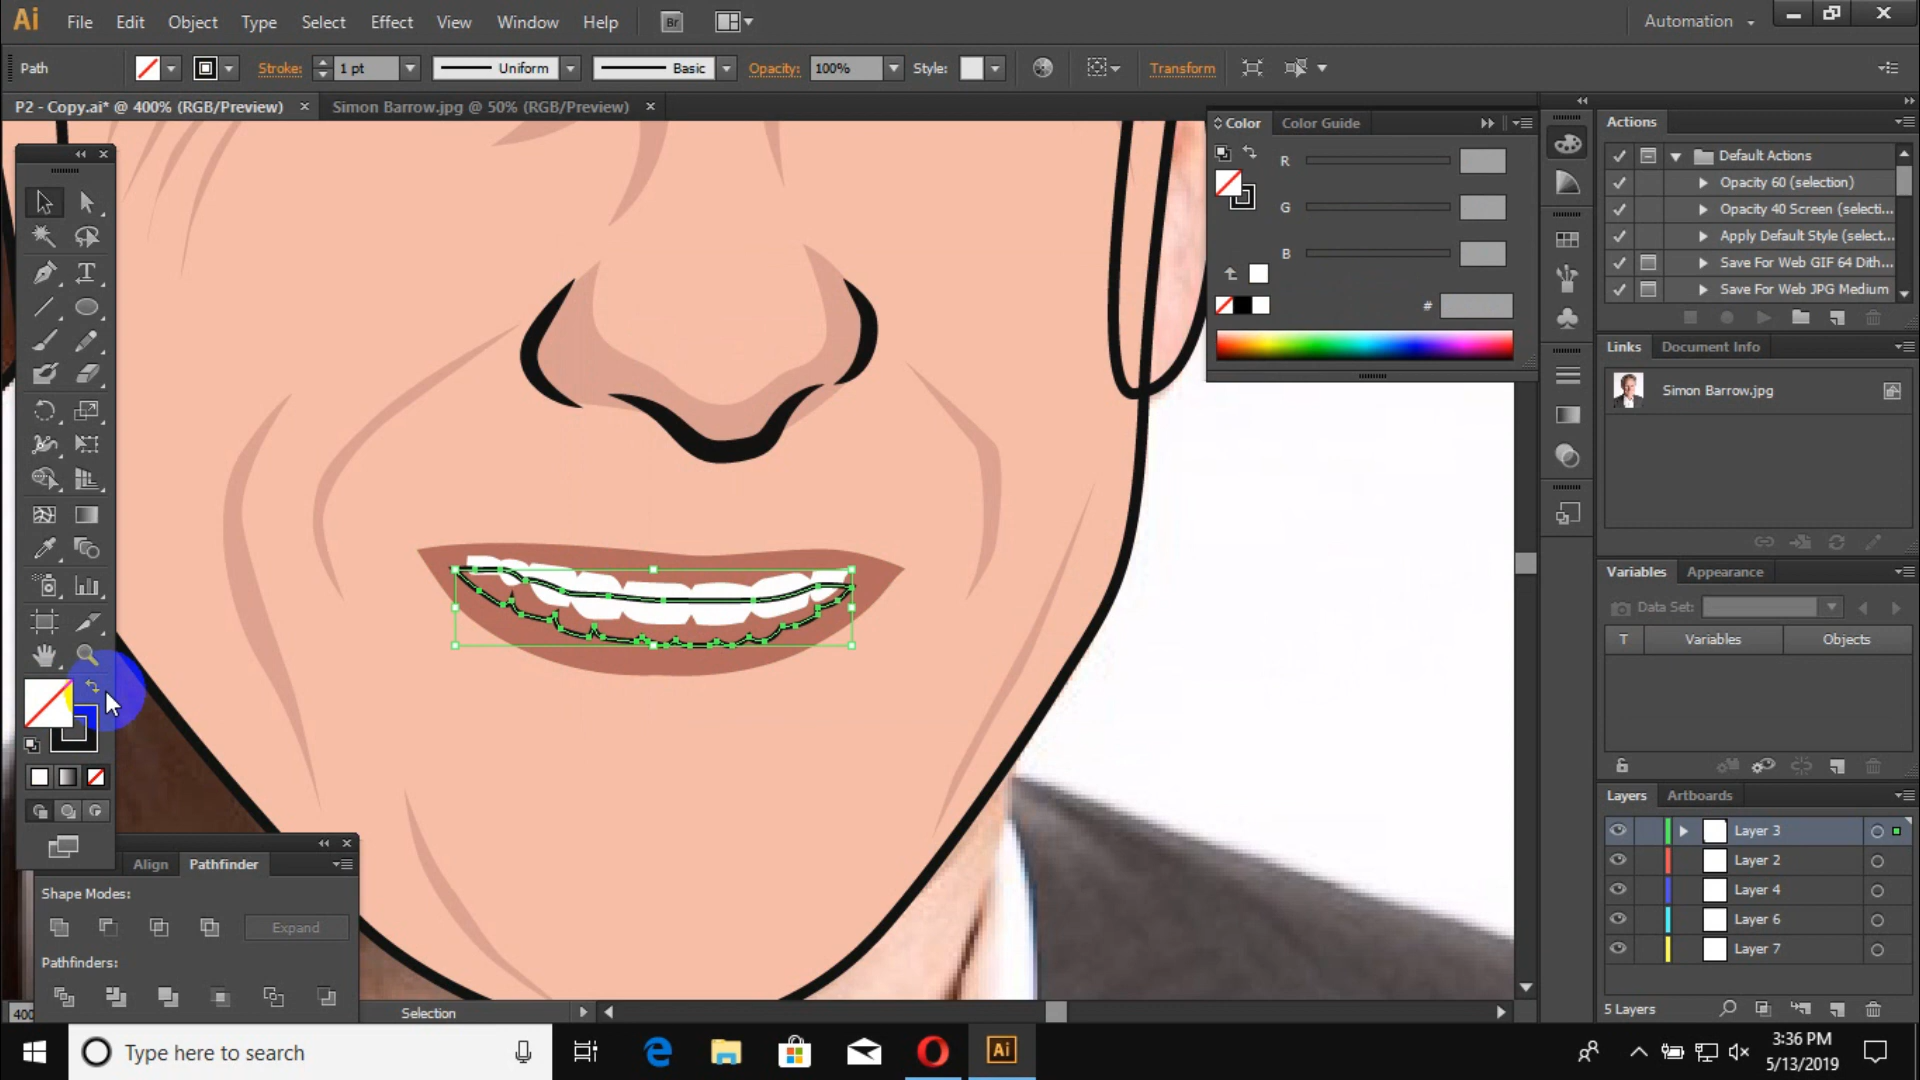 Ai File Edit Object Type Select Effect View Window Help Br Automation
Path Stroke: 1 pt Uniform Basic Opacity: 100% Style: Transform
P2 - Copy.ai* @ 400% (RGB/Preview) × Simon Barrow.jpg @ 50% (RGB/Preview) ×
Color Color Guide
R
G
B
#
Actions
Default Actions
Opacity 60 (selection)
Opacity 40 Screen (selecti...
Apply Default Style (select...
Save For Web GIF 64 Dith...
Save For Web JPG Medium
Links Document Info
Simon Barrow.jpg
Variables Appearance
Data Set:
T Variables Objects
Layers Artboards
Layer 3
Layer 2
Layer 4
Layer 6
Layer 7
5 Layers
Align Pathfinder
Shape Modes:
Expand
Pathfinders:
400
Selection
Type here to search
Ai
3:36 PM
5/13/2019